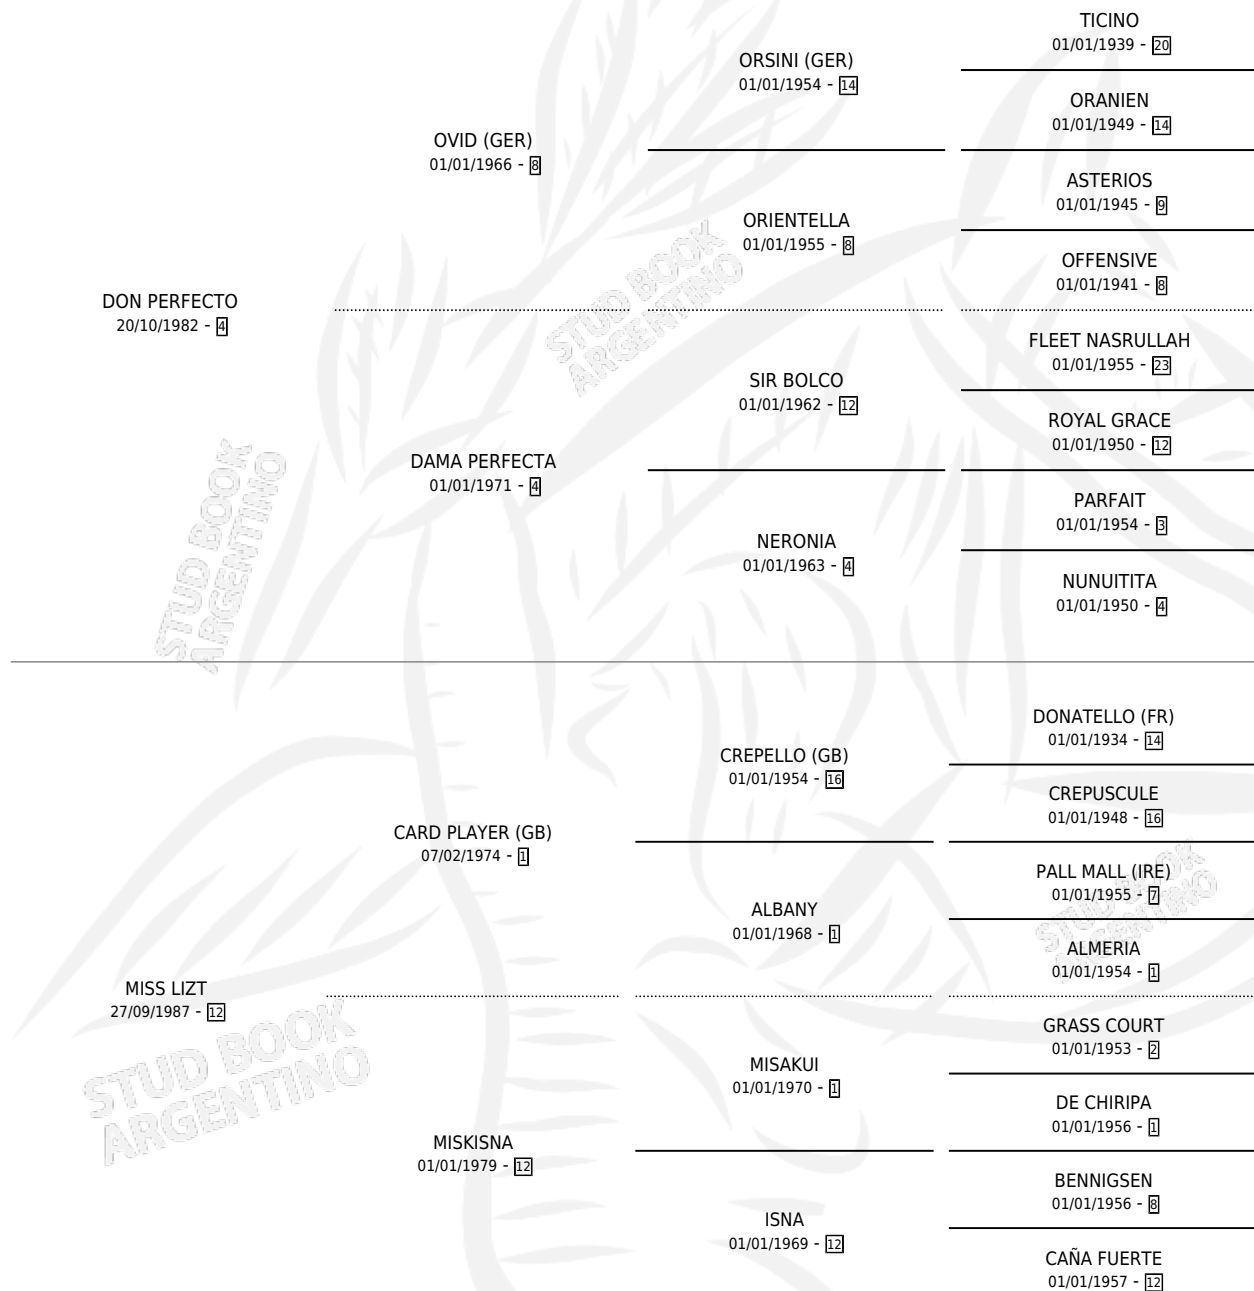 TICINO
01/01/1939 - 20
ORSINI (GER)
01/01/1954 - 14
ORANIEN
01/01/1949 - 14
OVID (GER)
01/01/1966 - 8
ASTERIOS
01/01/1945 - 9
ORIENTELLA
01/01/1955 - 8
OFFENSIVE
01/01/1941 - 8
DON PERFECTO
20/10/1982 - 4
FLEET NASRULLAH
01/01/1955 - 23
SIR BOLCO
01/01/1962 - 12
ROYAL GRACE
01/01/1950 - 12
DAMA PERFECTA
01/01/1971 - 4
PARFAIT
01/01/1954 - 3
NERONIA
01/01/1963 - 4
NUNUITITA
01/01/1950 - 4
DONATELLO (FR)
01/01/1934 - 14
CREPELLO (GB)
01/01/1954 - 16
CREPUSCULE
01/01/1948 - 16
CARD PLAYER (GB)
07/02/1974 - 1
PALL MALL (IRE)
01/01/1955 - 7
ALBANY
01/01/1968 - 1
ALMERIA
01/01/1954 - 1
MISS LIZT
27/09/1987 - 12
GRASS COURT
01/01/1953 - 2
MISAKUI
01/01/1970 - 1
DE CHIRIPA
01/01/1956 - 1
MISKISNA
01/01/1979 - 12
BENNIGSEN
01/01/1956 - 8
ISNA
01/01/1969 - 12
CAÑA FUERTE
01/01/1957 - 12
STUD BOOK
ARGENTINO
STUD BOOK
ARGENTINO
STUD BOOK
ARGENTINO
STUD BOOK
ARGENTINO